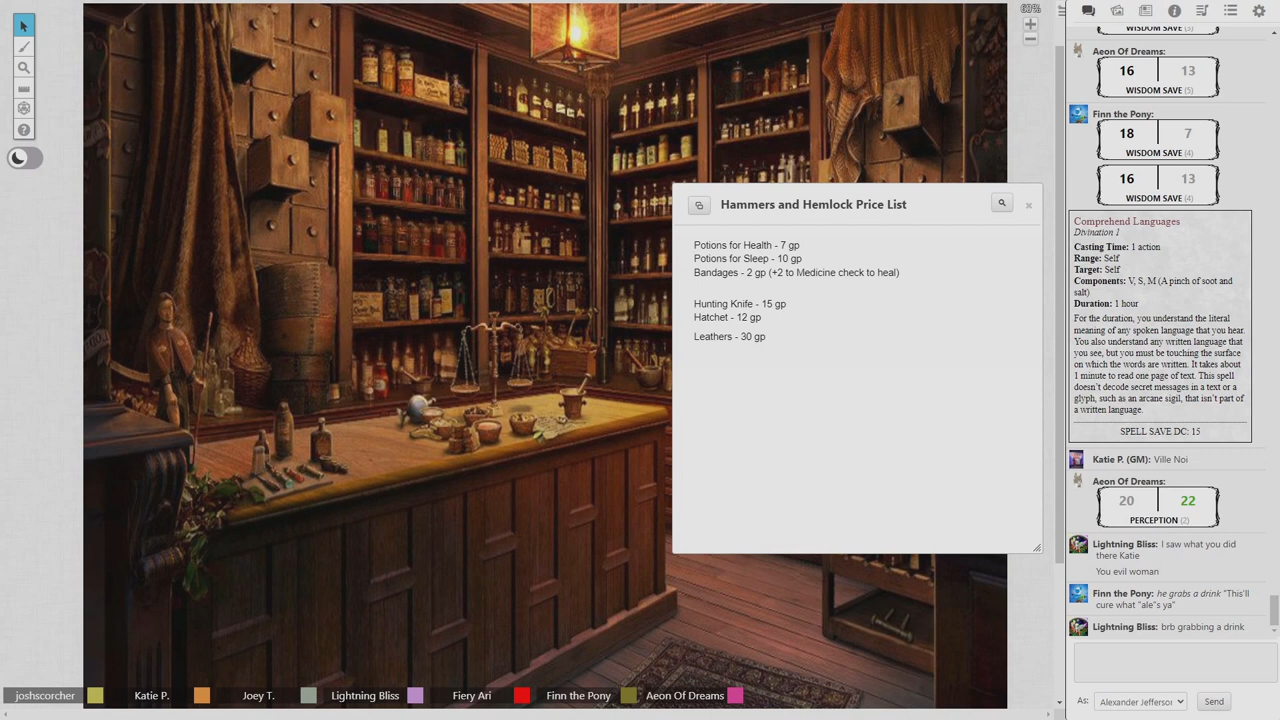 60%
Hammers and Hemlock Price List
Potions for Health - 7 gp
Potions for Sleep - 10 gp
Bandages - 2 gp (+2 to Medicine check to heal)
Hunting Knife - 15 gp
Hatchet - 12 gp
Leathers - 30 gp
joshscorcher
Katie P.
Joey T.
Lightning Bliss
Fiery Ari
Finn the Pony
Aeon Of Dreams
Aeon Of Dreams:
16 13
WISDOM SAVE (5)
Finn the Pony:
18 7
WISDOM SAVE (4)
16 13
WISDOM SAVE (4)
Comprehend Languages
Divination 1
Casting Time: 1 action
Range: Self
Target: Self
Components: V, S, M (A pinch of soot and
salt)
Duration: 1 hour
For the duration, you understand the literal
meaning of any spoken language that you hear.
You also understand any written language that
you see, but you must be touching the surface
on which the words are written. It takes about
1 minute to read one page of text. This spell
doesn't decode secret messages in a text or a
glyph, such as an arcane sigil, that isn't part of
a written language.
SPELL SAVE DC: 15
Katie P. (GM): Ville Noi
Aeon Of Dreams:
20 22
PERCEPTION (2)
Lightning Bliss: I saw what you did
there Katie
You evil woman
Finn the Pony: he grabs a drink "This'll
cure what "ale"s ya"
Lightning Bliss: brb grabbing a drink
As: Alexander Jefferson
Send